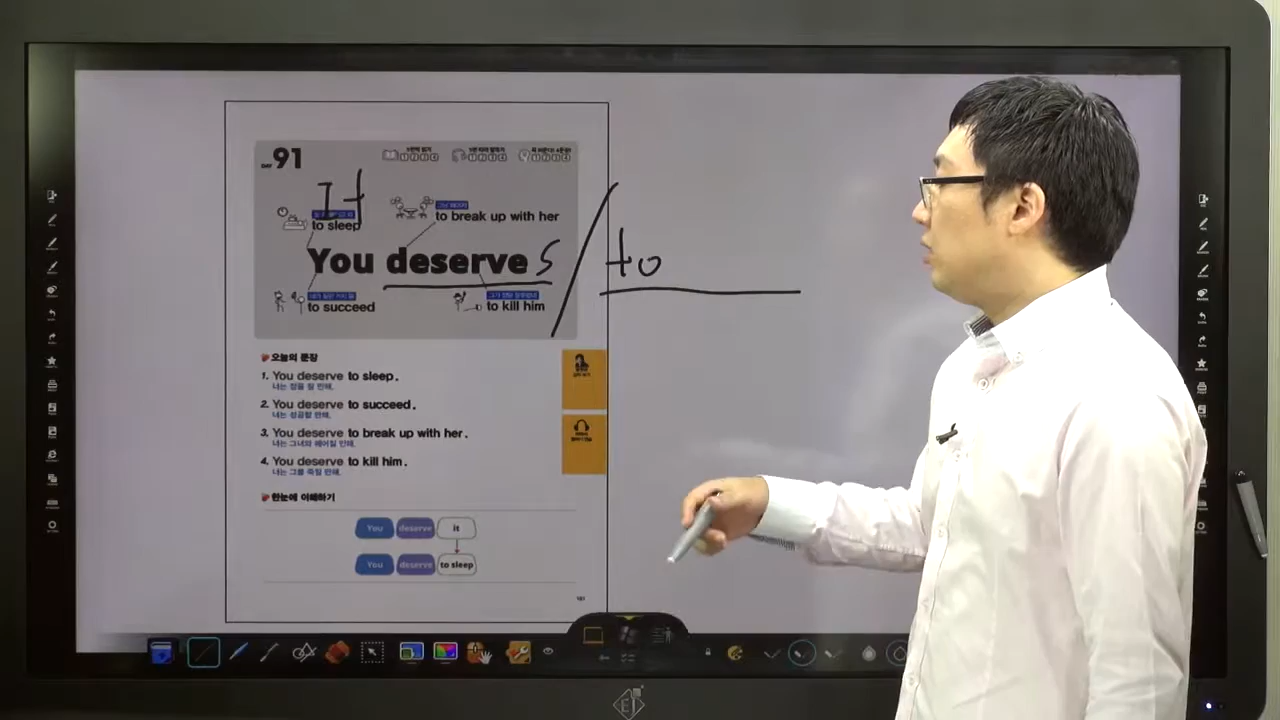 DAY 91
It
to sleep
to break up with her
You deserve s / to
to succeed
to kill him
오늘의 문장
1. You deserve to sleep.
너는 잠을 잘 만해.
2. You deserve to succeed.
너는 성공할 만해.
3. You deserve to break up with her.
너는 그녀와 헤어질 만해.
4. You deserve to kill him.
너는 그를 죽일 만해.
한눈에 이해하기
You deserve it
You deserve to sleep